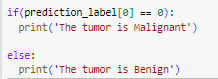 if(prediction_label[0] == 0):
  print('The tumor is Malignant')

else:
  print('The tumor is Benign')